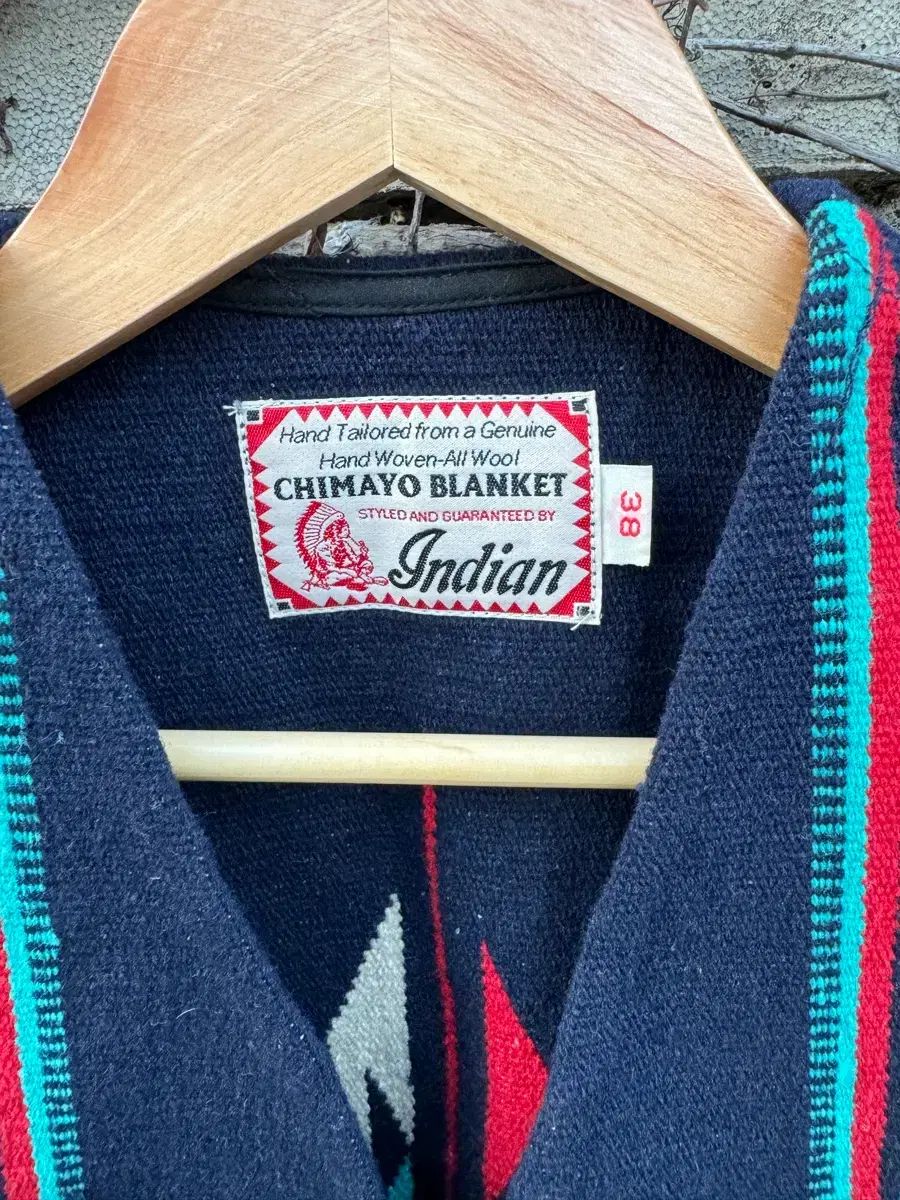 Hand Tailored from a Genuine
Hand Woven-All Wool
CHIMAYO BLANKET
STYLED AND GUARANTEED BY
Indian
38